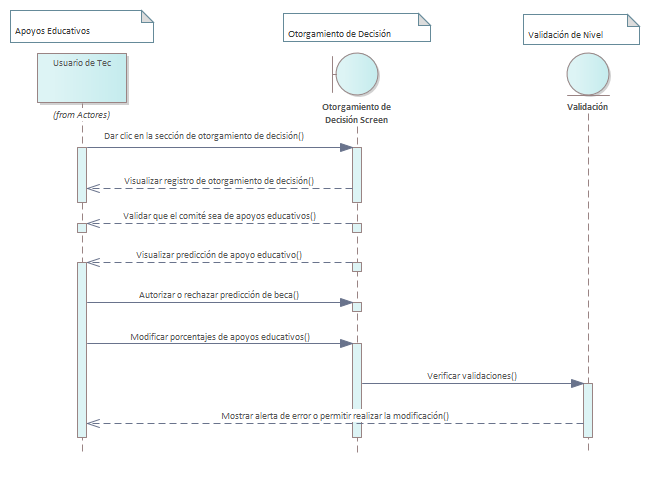 Apoyos Educativos
Otorgamiento de Decisión
Validación de Nivel
Usuario de Tec
(from Actores)
Otorgamiento de
Decisión Screen
Validación
Dar clic en la sección de otorgamiento de decisión()
Visualizar registro de otorgamiento de decisión()
Validar que el comité sea de apoyos educativos()
Visualizar predicción de apoyo educativo()
Autorizar o rechazar predicción de beca()
Modificar porcentajes de apoyos educativos()
Verificar validaciones()
Mostrar alerta de error o permitir realizar la modificación()